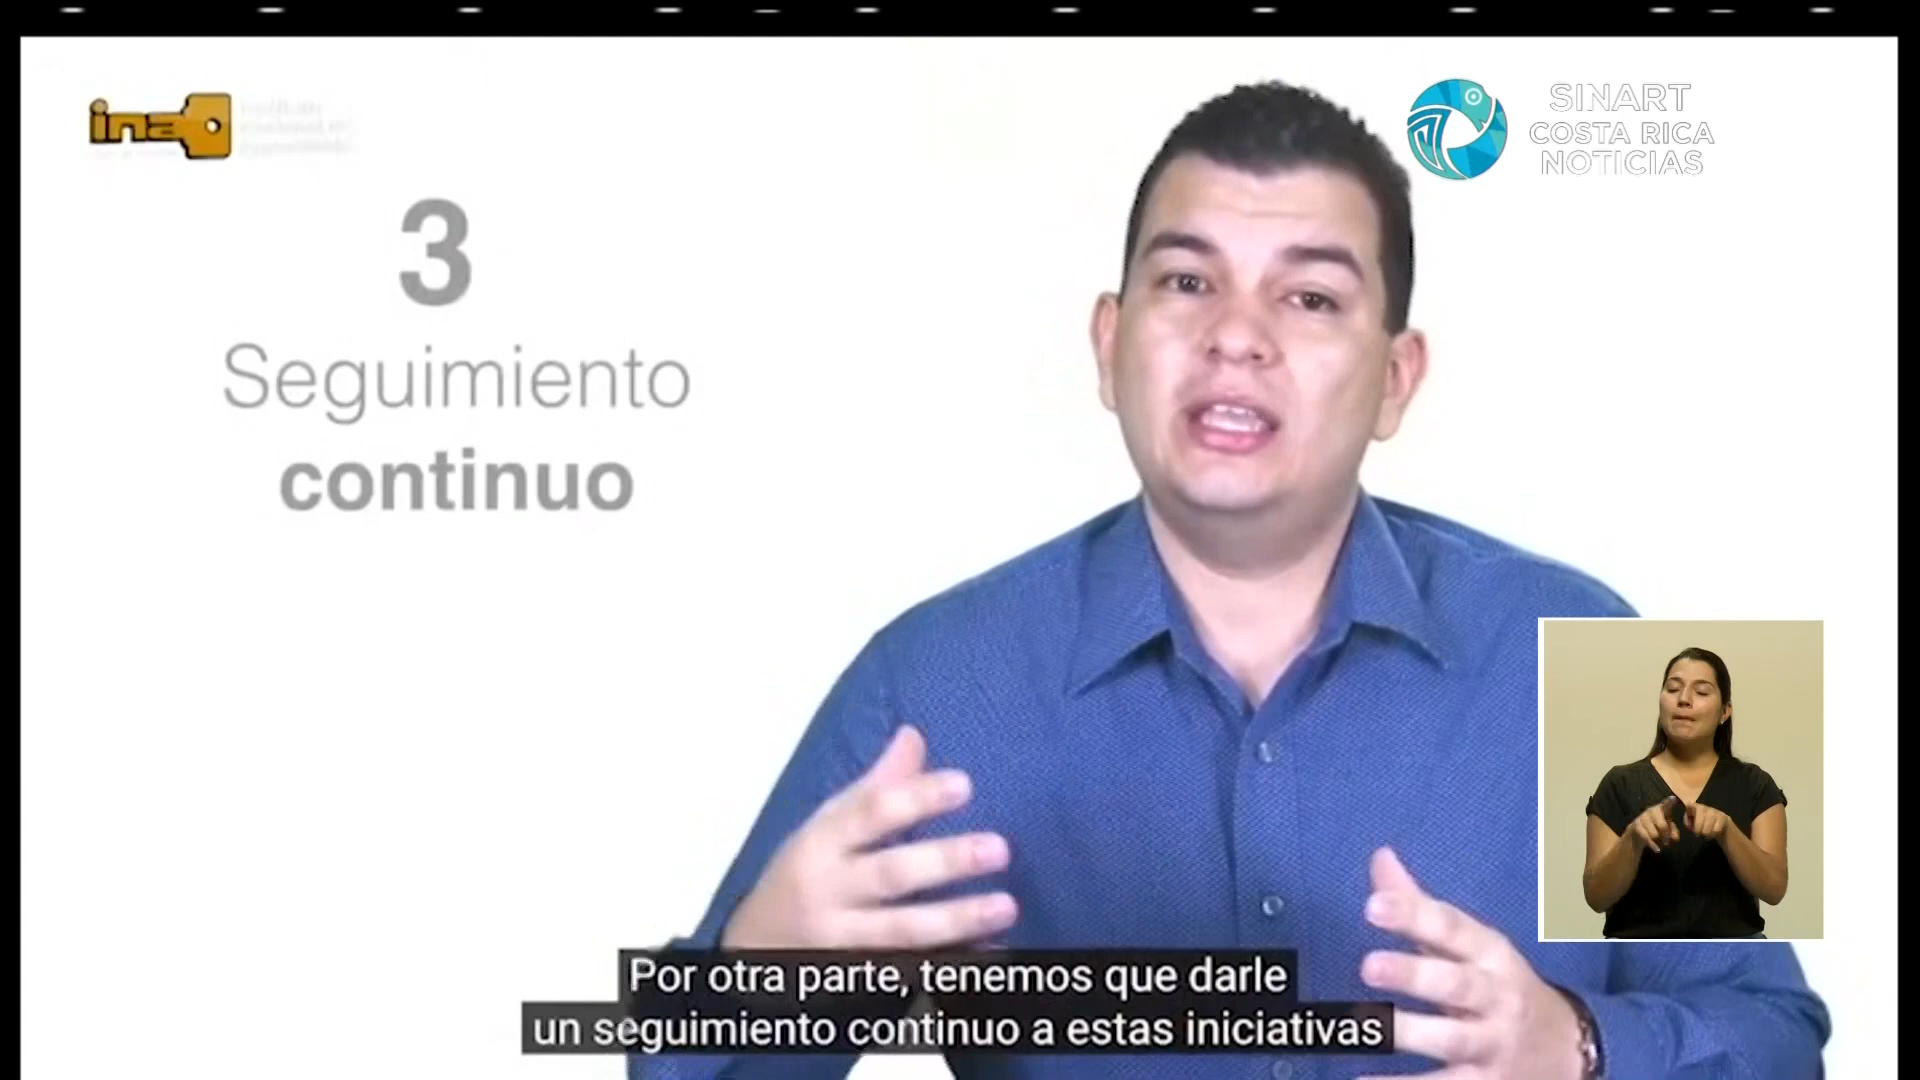 ina
SINART
COSTA RICA
NOTICIAS
3
Seguimiento
continuo
Por otra parte, tenemos que darle
un seguimiento continuo a estas iniciativas